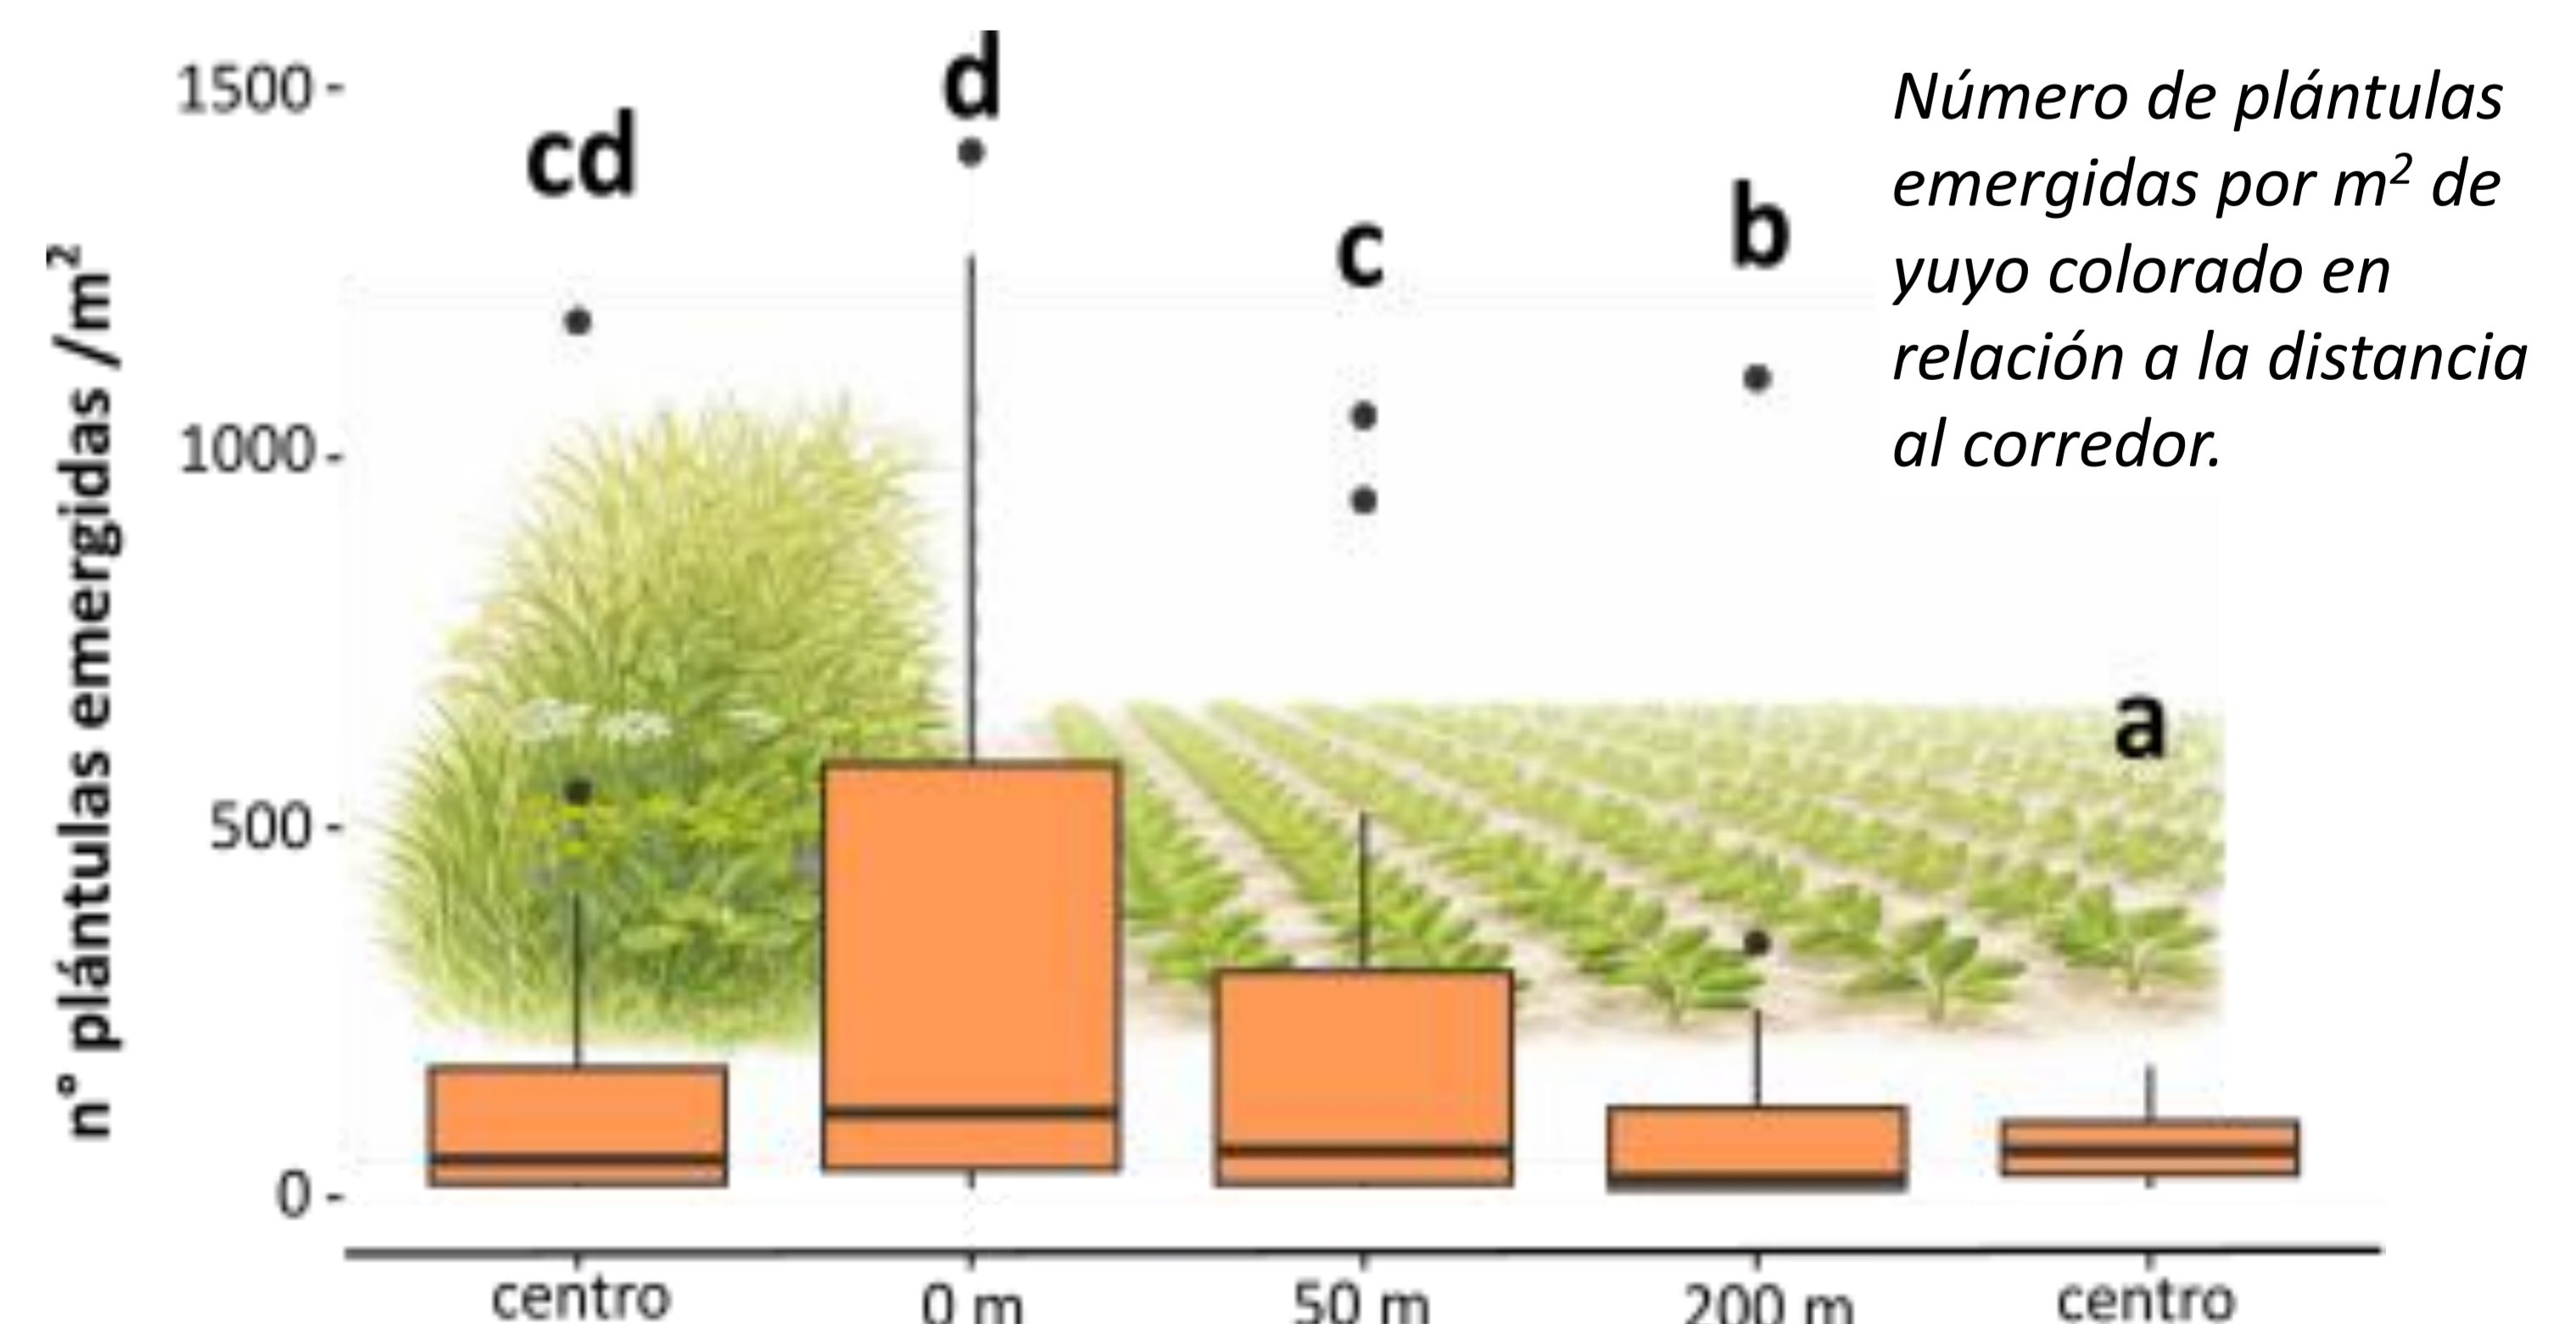 Número de plántulas
emergidas por m² de
yuyo colorado en
relación a la distancia
al corredor.
n° plántulas emergidas /m²
1500
1000
500
0
cd
d
c
b
a
centro
0 m
50 m
200 m
centro